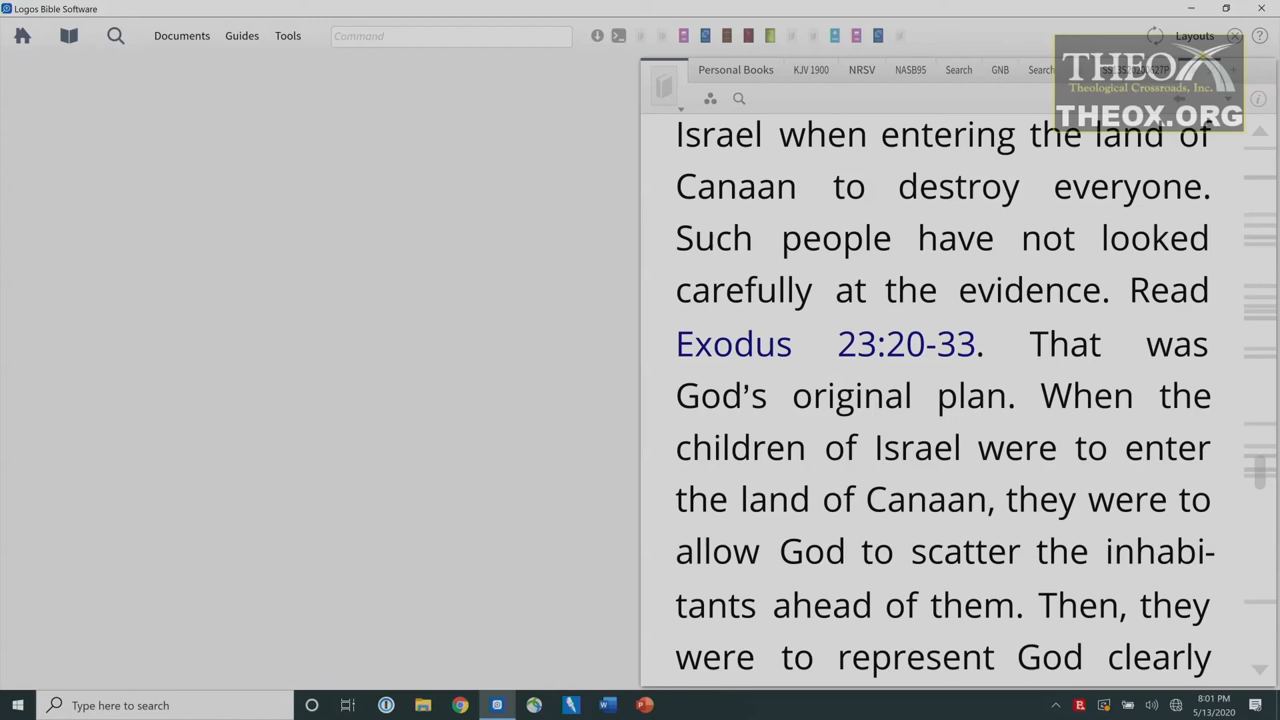 Logos Bible Software
Documents Guides Tools Command Layouts
THEOX
Theological Crossroads, Inc.
THEOX.ORG
Personal Books KJV 1900 NRSV NASB95 Search GNB Search
Israel when entering the land of
Canaan to destroy everyone.
Such people have not looked
carefully at the evidence. Read
Exodus 23:20-33. That was
God's original plan. When the
children of Israel were to enter
the land of Canaan, they were to
allow God to scatter the inhabi-
tants ahead of them. Then, they
were to represent God clearly
Type here to search
8:01 PM
5/13/2020